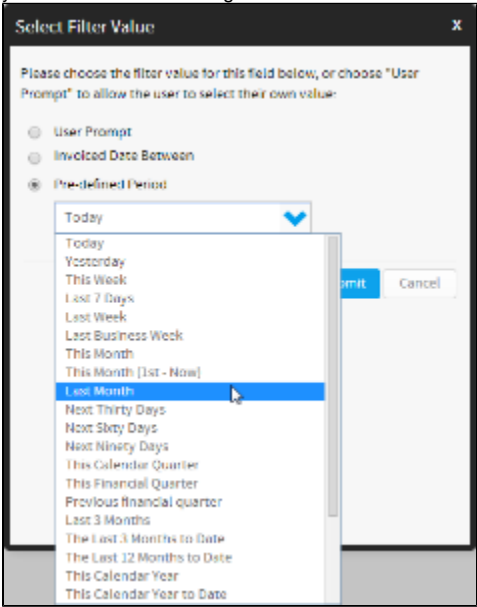 Select Filter Value
x
Please choose the filter value for this field below, or choose "User
Prompt" to allow the user to select their own value:
User Prompt
Invoiced Date Between
Pre-defined Period
Today
Today
Yesterday
This Week
Last 7 Days
Last Week
Last Business Week
This Month
This Month [1st - Now]
Last Month
Next Thirty Days
Next Sixty Days
Next Ninety Days
This Calendar Quarter
This Financial Quarter
Previous financial quarter
Last 3 Months
The Last 3 Months to Date
The Last 12 Months to Date
This Calendar Year
This Calendar Year to Date
mit
Cancel